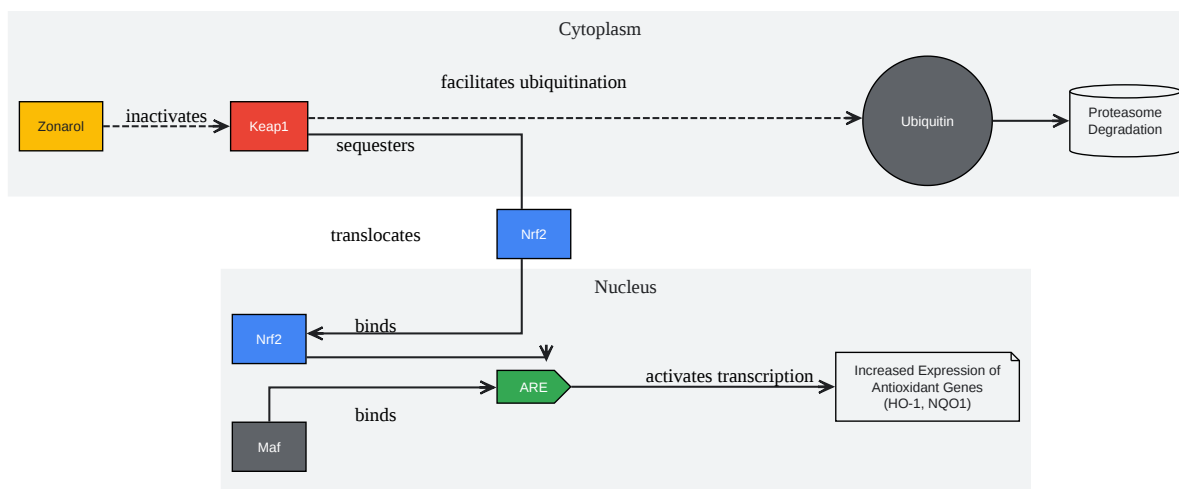 Cytoplasm
facilitates ubiquitination
Zonarol
inactivates
Keap1
sequesters
Ubiquitin
Proteasome
Degradation
translocates
Nrf2
Nucleus
Nrf2
binds
ARE
activates transcription
Increased Expression of
Antioxidant Genes
(HO-1, NQO1)
binds
Maf